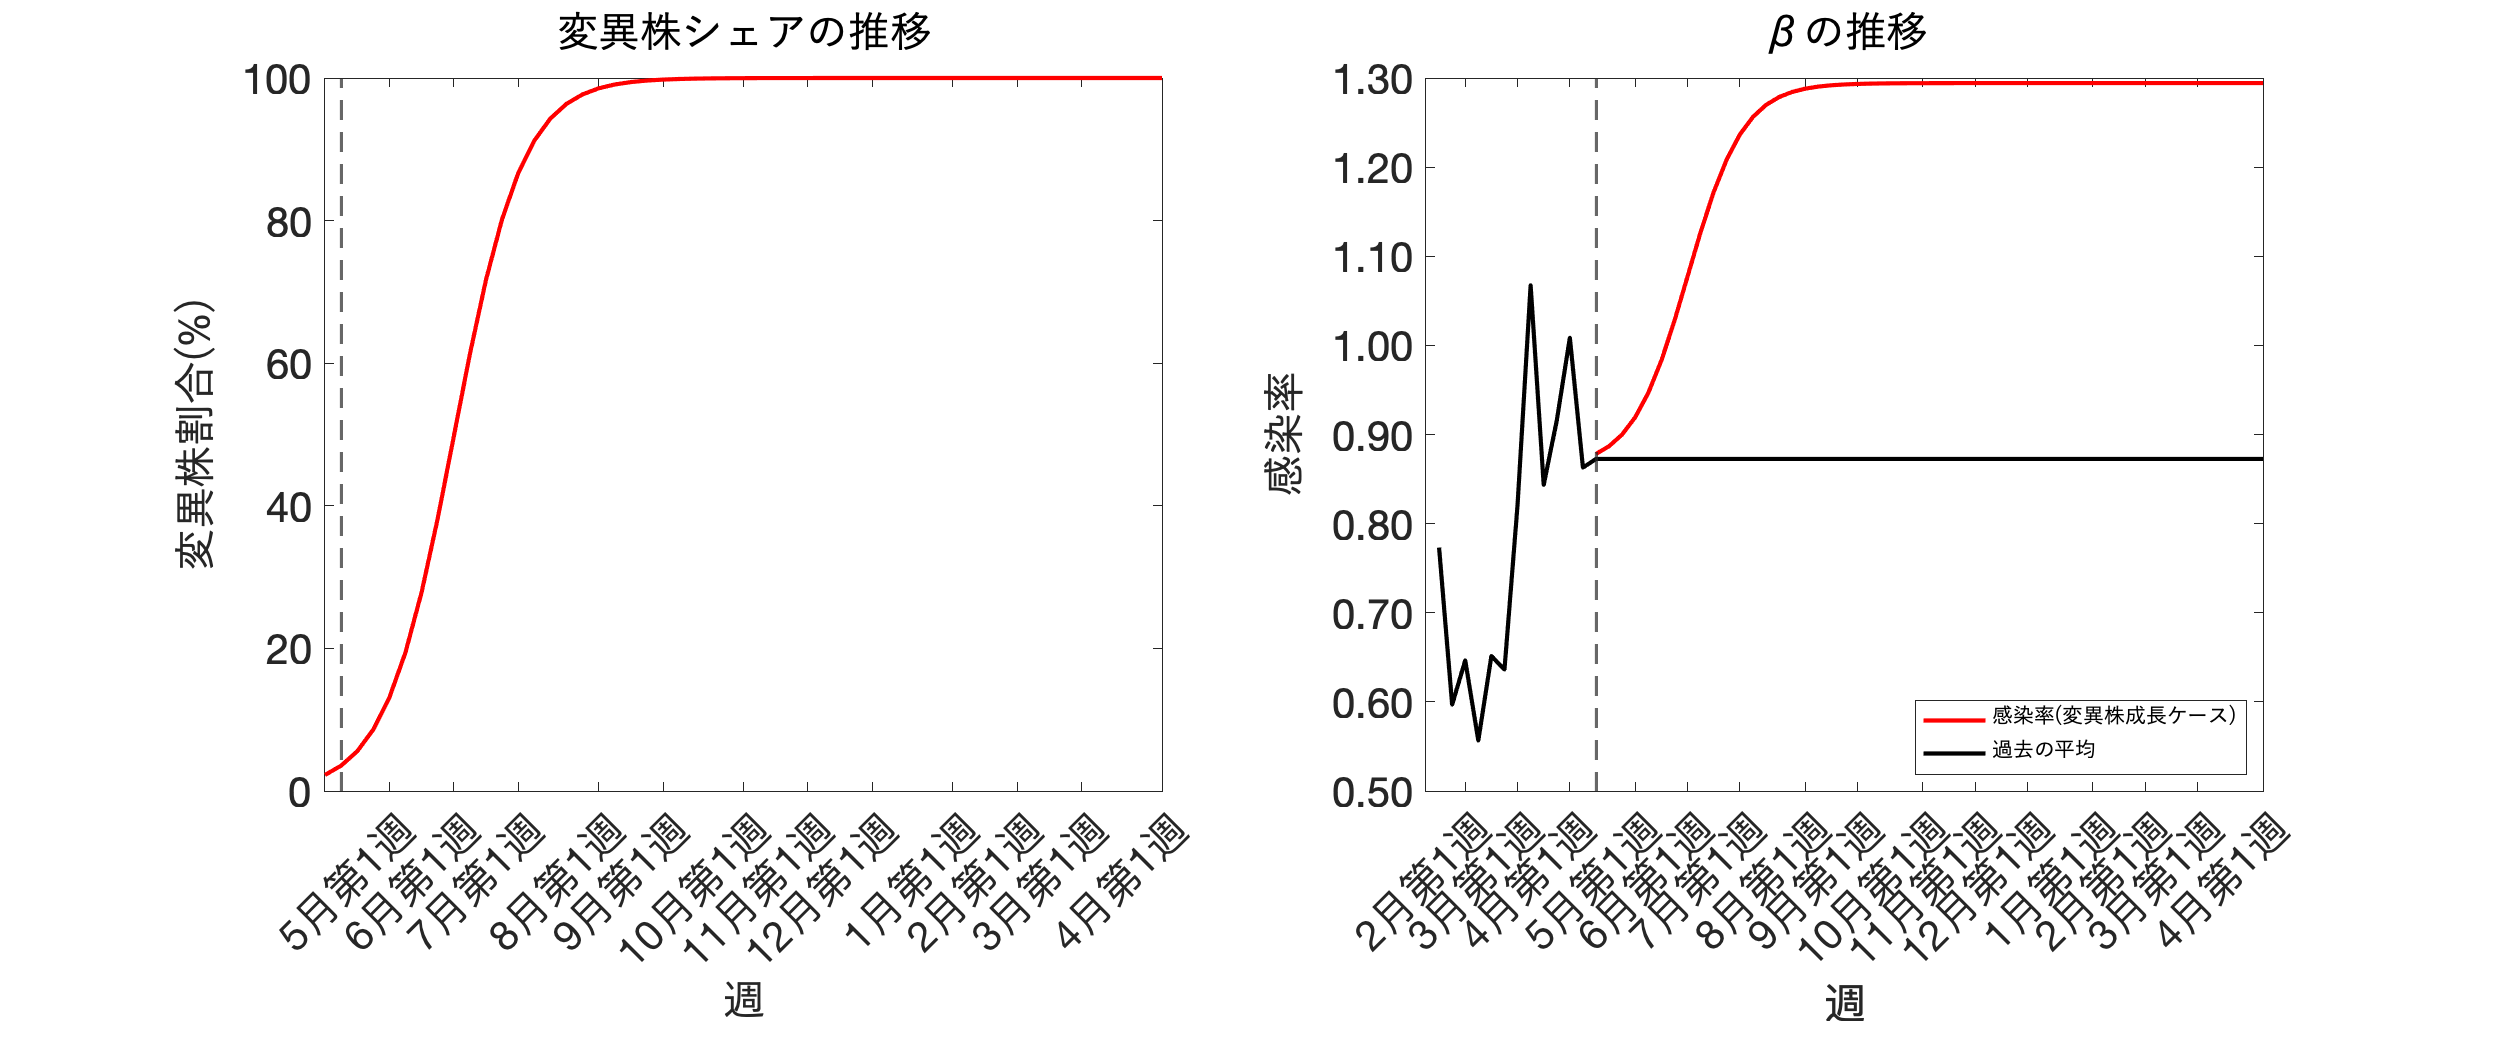 変異株シェアの推移
変異株割合(%)
100
80
60
40
20
0
5月第1週
6月第1週
7月第1週
8月第1週
9月第1週
10月第1週
11月第1週
12月第1週
1月第1週
2月第1週
3月第1週
4月第1週
週
βの推移
感染率
1.30
1.20
1.10
1.00
0.90
0.80
0.70
0.60
0.50
感染率(変異株成長ケース)
過去の平均
2月第1週
3月第1週
4月第1週
5月第1週
6月第1週
7月第1週
8月第1週
9月第1週
10月第1週
11月第1週
12月第1週
1月第1週
2月第1週
3月第1週
4月第1週
週